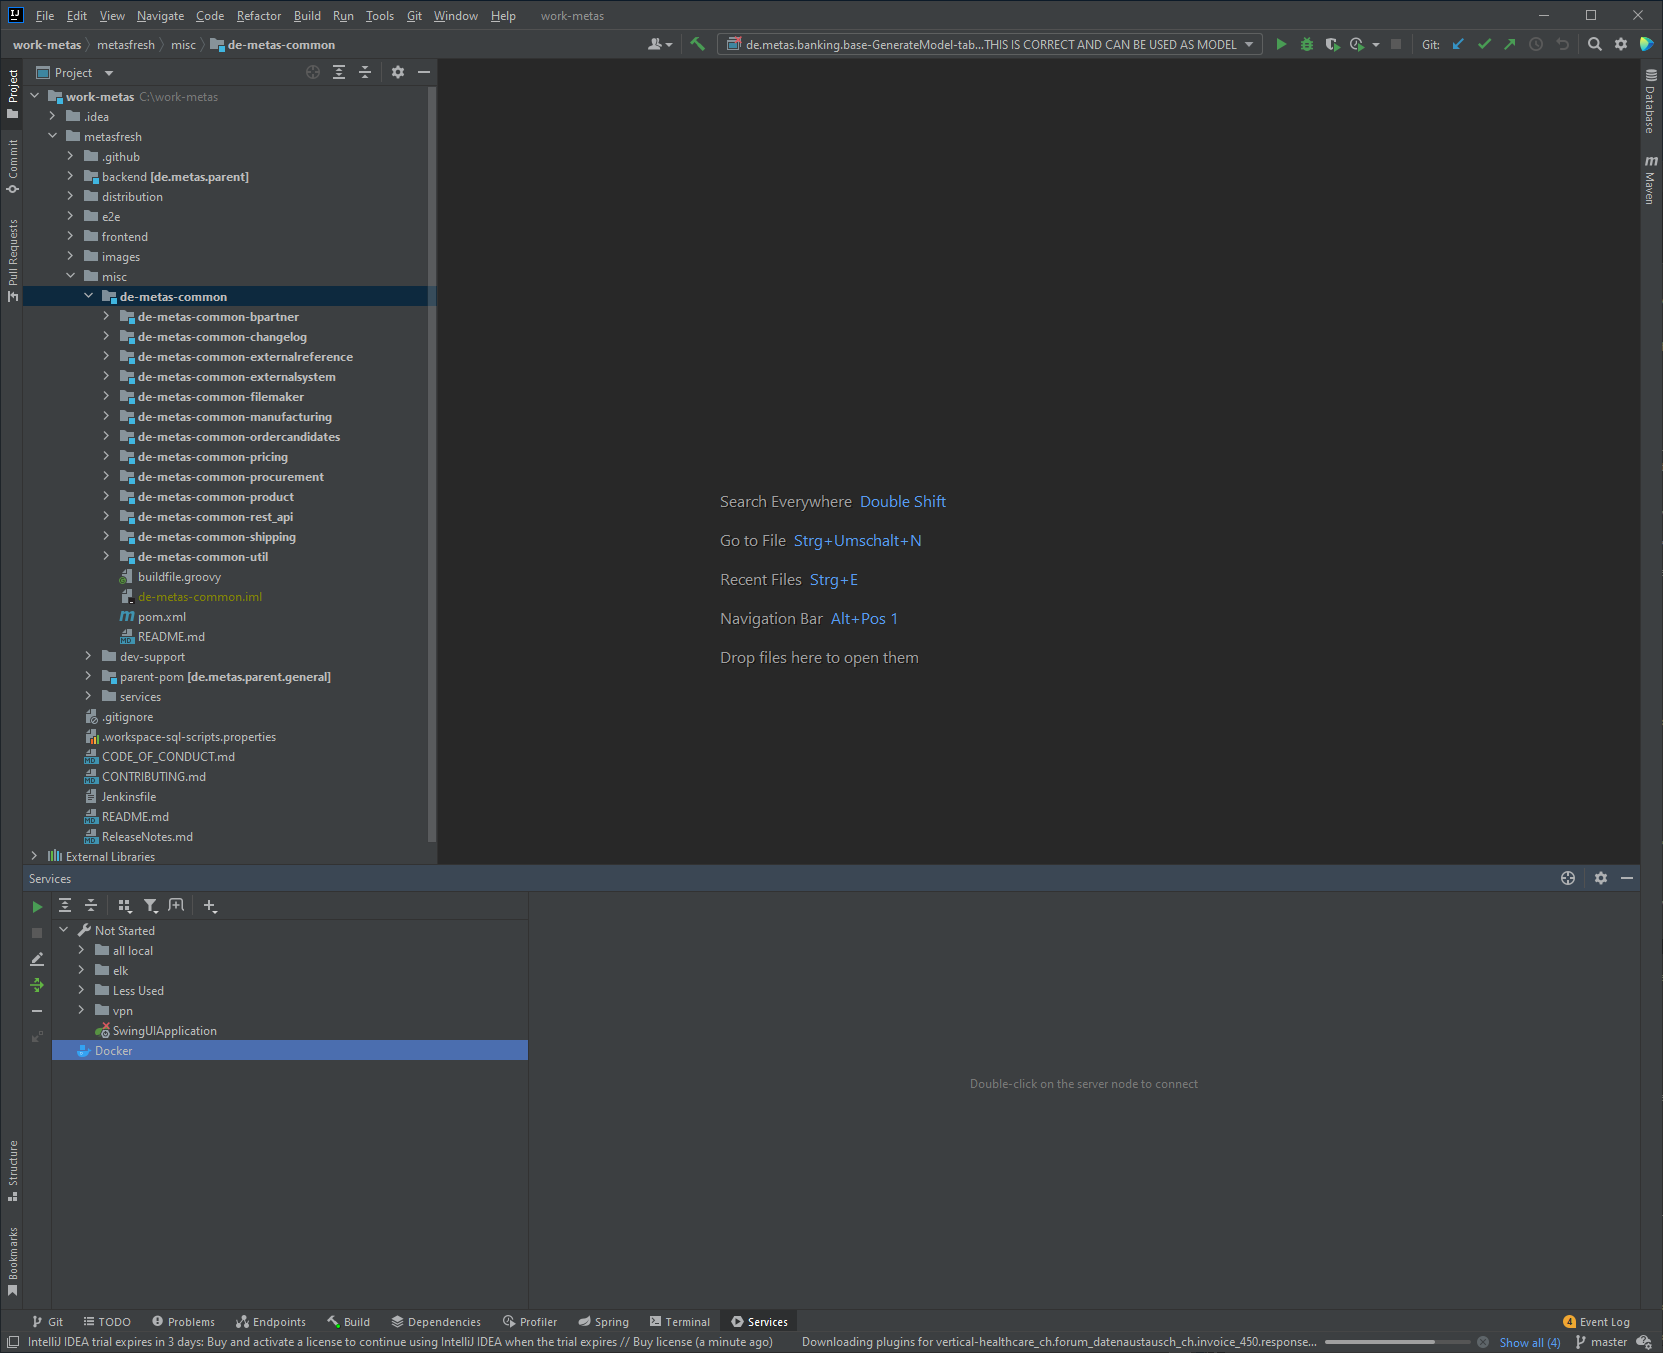 File Edit View Navigate Code Refactor Build Run Tools Git Window Help work-metas
work-metas metasfresh misc de-metas-common
de.metas.banking.base-GenerateModel-tab...THIS IS CORRECT AND CAN BE USED AS MODEL
Git:
Project
Project
Commit
Pull Requests
Structure
Bookmarks
Database
Maven
work-metas C:\work-metas
.idea
metasfresh
.github
backend [de.metas.parent]
distribution
e2e
frontend
images
misc
de-metas-common
de-metas-common-bpartner
de-metas-common-changelog
de-metas-common-externalreference
de-metas-common-externalsystem
de-metas-common-filemaker
de-metas-common-manufacturing
de-metas-common-ordercandidates
de-metas-common-pricing
de-metas-common-procurement
de-metas-common-product
de-metas-common-rest_api
de-metas-common-shipping
de-metas-common-util
buildfile.groovy
de-metas-common.iml
pom.xml
README.md
dev-support
parent-pom [de.metas.parent.general]
services
.gitignore
.workspace-sql-scripts.properties
CODE_OF_CONDUCT.md
CONTRIBUTING.md
Jenkinsfile
README.md
ReleaseNotes.md
External Libraries
Search Everywhere Double Shift
Go to File Strg+Umschalt+N
Recent Files Strg+E
Navigation Bar Alt+Pos 1
Drop files here to open them
Services
Not Started
all local
elk
Less Used
vpn
SwingUIApplication
Docker
Double-click on the server node to connect
Git TODO Problems Endpoints Build Dependencies Profiler Spring Terminal Services 4 Event Log
IntelliJ IDEA trial expires in 3 days: Buy and activate a license to continue using IntelliJ IDEA when the trial expires // Buy license (a minute ago) Downloading plugins for vertical-healthcare_ch.forum_datenaustausch_ch.invoice_450.response... Show all (4) master